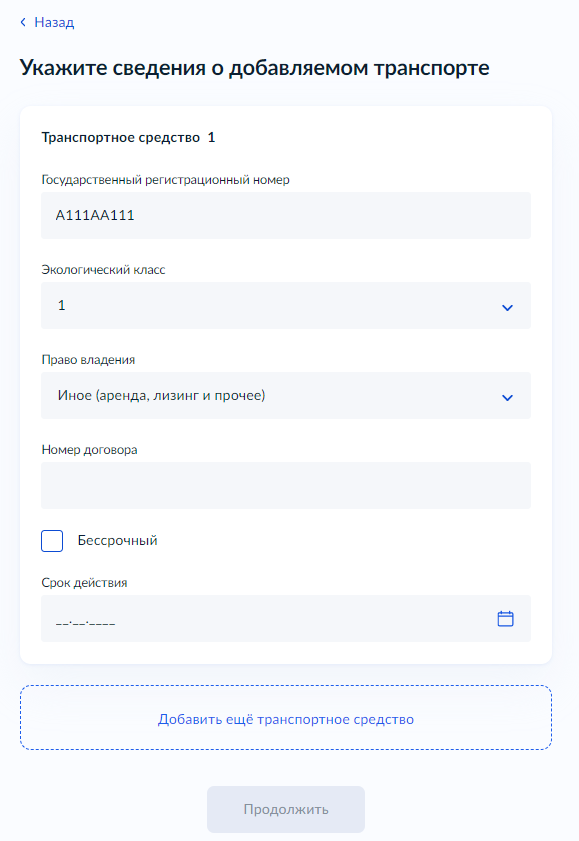 Назад
Укажите сведения о добавляемом транспорте
Транспортное средство 1
Государственный регистрационный номер
А111АА111
Экологический класс
1
Право владения
Иное (аренда, лизинг и прочее)
Номер договора
Бессрочный
Срок действия
__.__.____
Добавить ещё транспортное средство
Продолжить